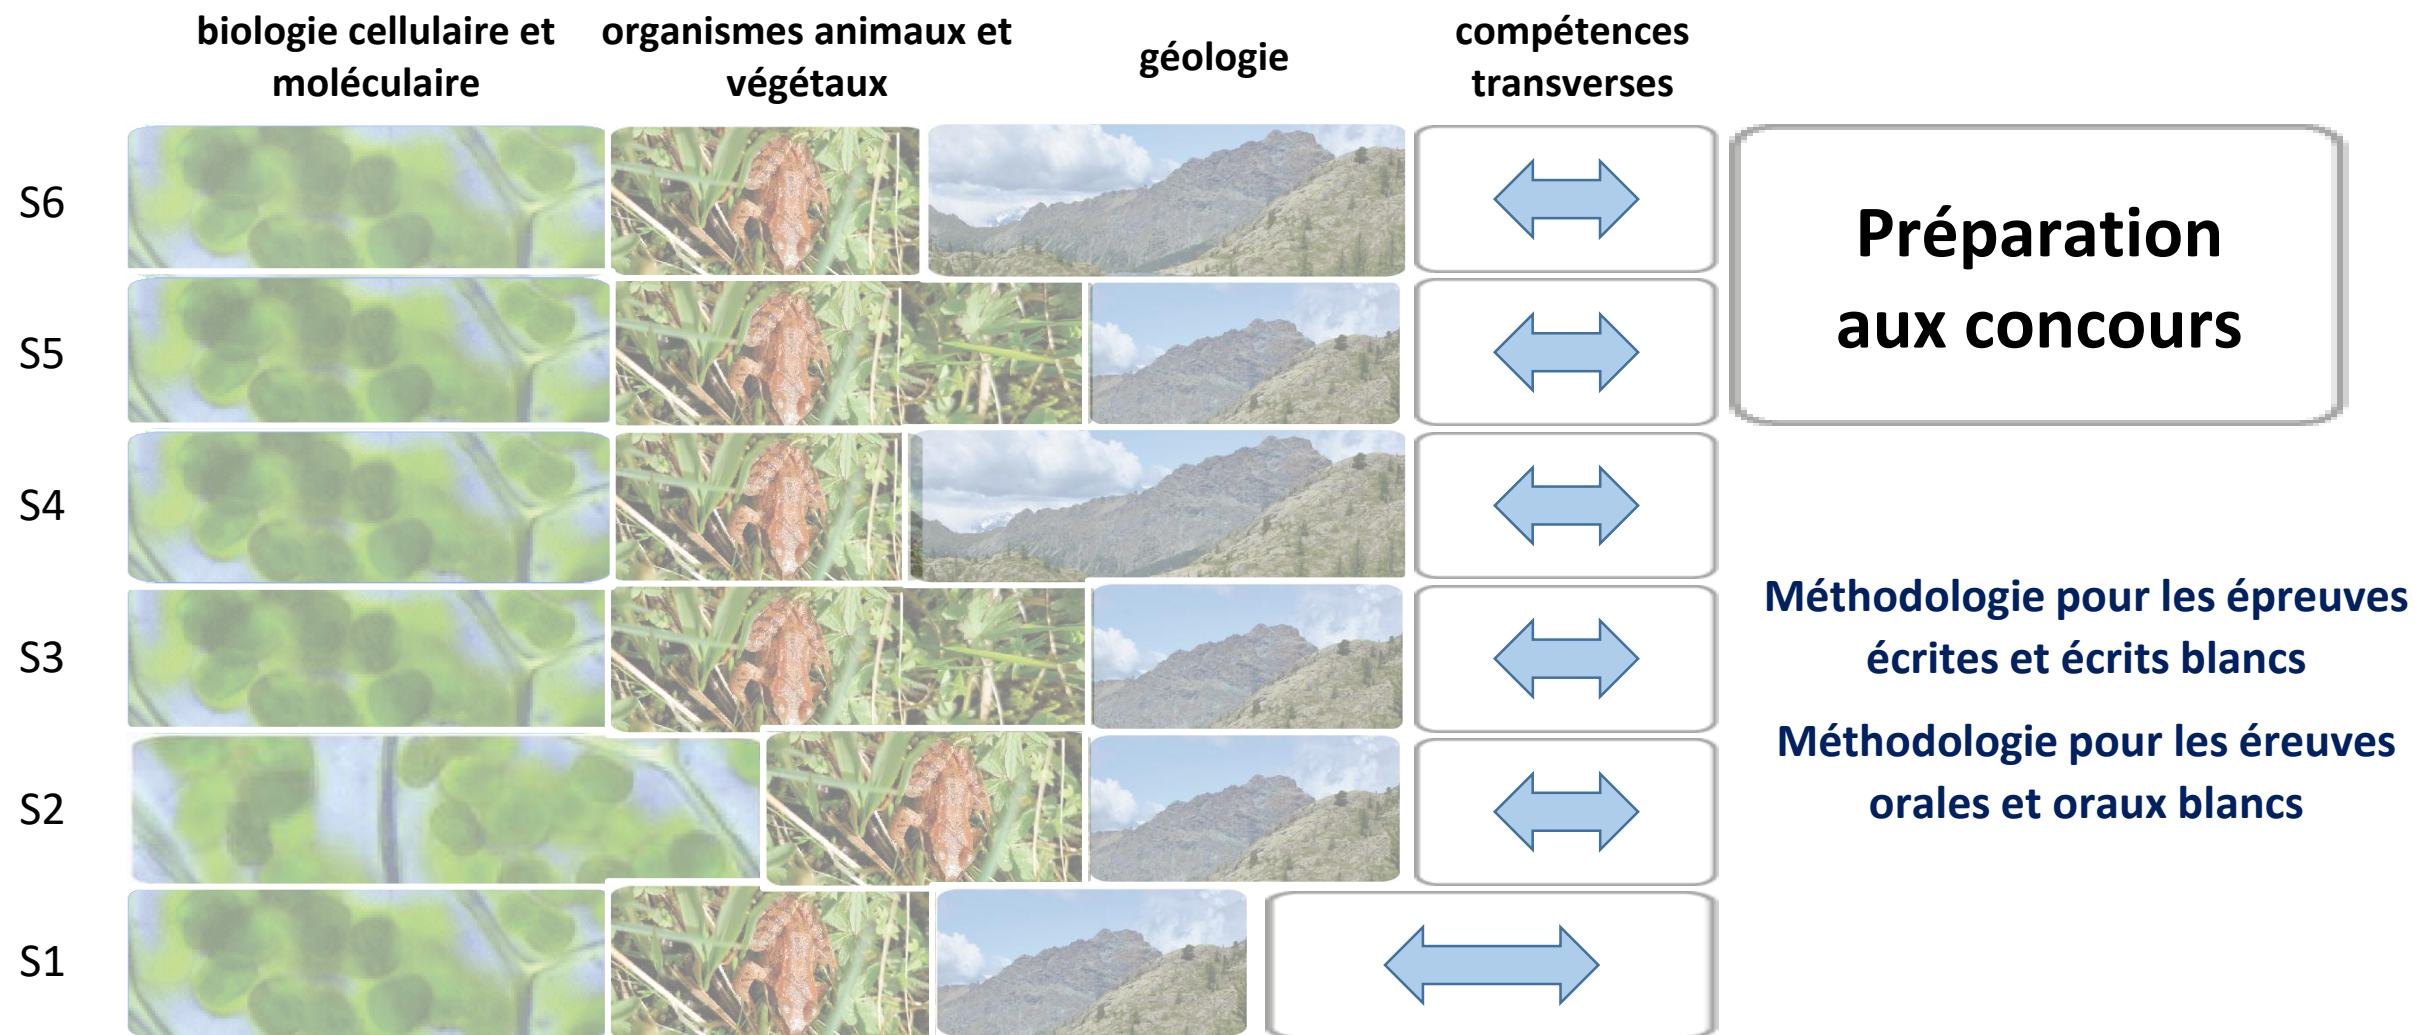 biologie cellulaire et
moléculaire
organismes animaux et
végétaux
géologie
compétences
transverses
S6
Préparation
aux concours
S5
S4
Méthodologie pour les épreuves
écrites et écrits blancs
S3
Méthodologie pour les éreuves
orales et oraux blancs
S2
S1